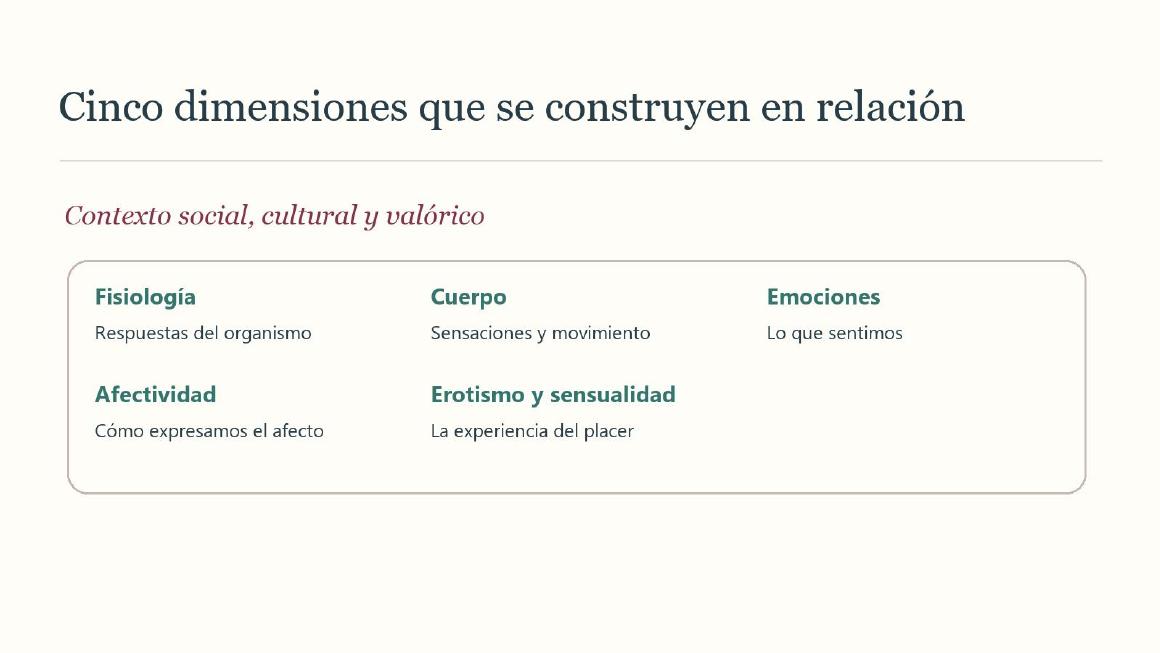 Cinco dimensiones que se construyen en relación
Contexto social, cultural y valórico
Fisiología
Respuestas del organismo
Cuerpo
Sensaciones y movimiento
Emociones
Lo que sentimos
Afectividad
Cómo expresamos el afecto
Erotismo y sensualidad
La experiencia del placer